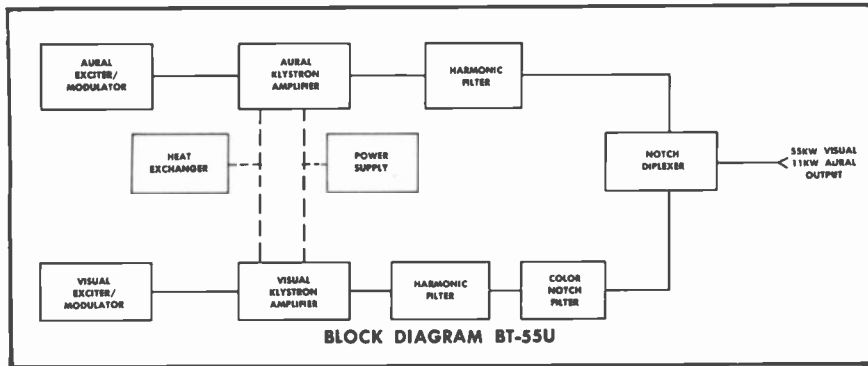 AURAL
EXCITER/
MODULATOR
AURAL
KLYSTRON
AMPLIFIER
HARMONIC
FILTER
HEAT
EXCHANGER
POWER
SUPPLY
NOTCH
DIPLEXER
55KW VISUAL
11KW AURAL
OUTPUT
VISUAL
EXCITER/
MODULATOR
VISUAL
KLYSTRON
AMPLIFIER
HARMONIC
FILTER
COLOR
NOTCH
FILTER
BLOCK DIAGRAM BT-55U